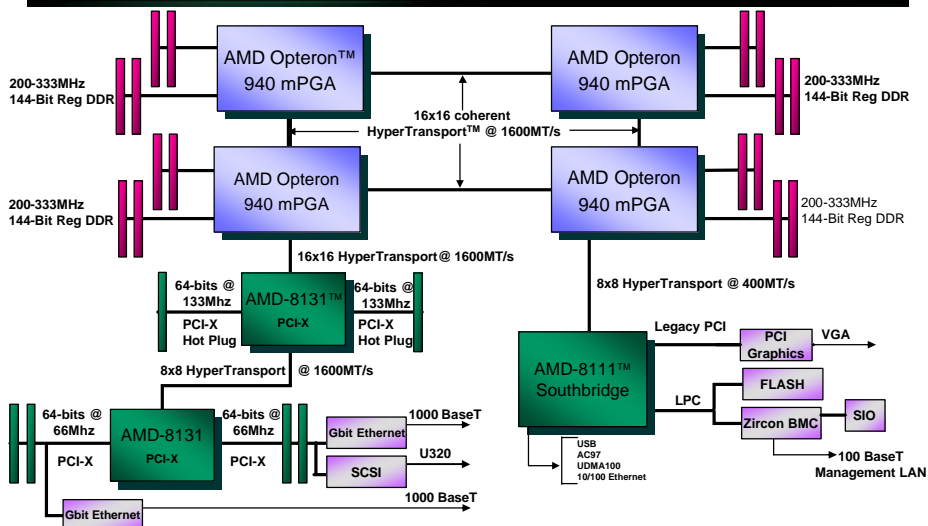 AMD Opteron™
940 mPGA
AMD Opteron
940 mPGA
200-333MHz
144-Bit Reg DDR
200-333MHz
144-Bit Reg DDR
16x16 coherent
HyperTransport™ @ 1600MT/s
AMD Opteron
940 mPGA
AMD Opteron
940 mPGA
200-333MHz
144-Bit Reg DDR
200-333MHz
144-Bit Reg DDR
16x16 HyperTransport@ 1600MT/s
8x8 HyperTransport @ 400MT/s
64-bits @
133Mhz
PCI-X
Hot Plug
AMD-8131™
PCI-X
64-bits @
133Mhz
PCI-X
Hot Plug
8x8 HyperTransport @ 1600MT/s
Legacy PCI
PCI
Graphics
VGA
AMD-8111™
Southbridge
LPC
FLASH
Zircon BMC
SIO
100 BaseT
Management LAN
USB
AC97
UDMA100
10/100 Ethernet
64-bits @
66Mhz
PCI-X
AMD-8131
PCI-X
64-bits @
66Mhz
PCI-X
Gbit Ethernet
1000 BaseT
SCSI
U320
Gbit Ethernet
1000 BaseT